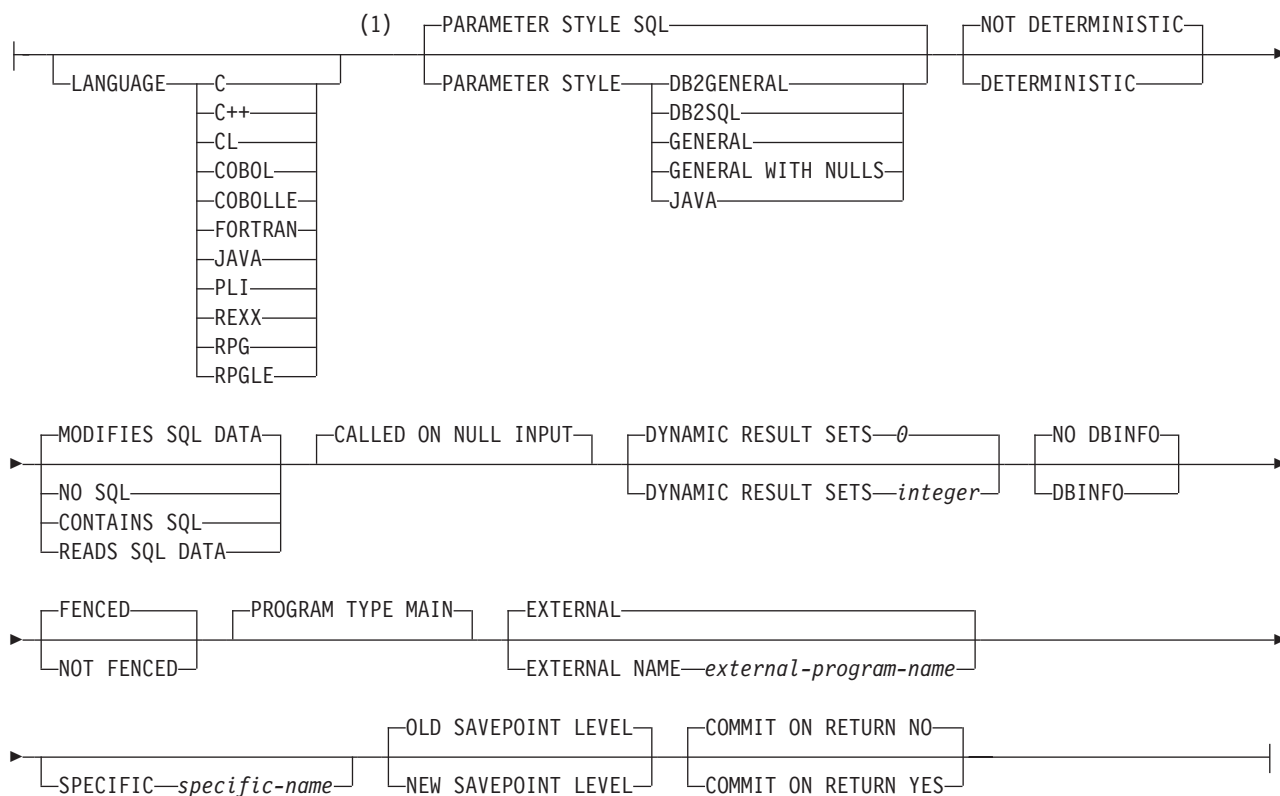 (1) PARAMETER STYLE SQL NOT DETERMINISTIC
LANGUAGE C PARAMETER STYLE DB2GENERAL DETERMINISTIC
C++ DB2SQL
CL GENERAL
COBOL GENERAL WITH NULLS
COBOLLE JAVA
FORTRAN
JAVA
PLI
REXX
RPG
RPGLE
MODIFIES SQL DATA CALLED ON NULL INPUT DYNAMIC RESULT SETS 0 NO DBINFO
NO SQL DYNAMIC RESULT SETS integer DBINFO
CONTAINS SQL
READS SQL DATA
FENCED PROGRAM TYPE MAIN EXTERNAL
NOT FENCED EXTERNAL NAME external-program-name
OLD SAVEPOINT LEVEL COMMIT ON RETURN NO
SPECIFIC specific-name NEW SAVEPOINT LEVEL COMMIT ON RETURN YES